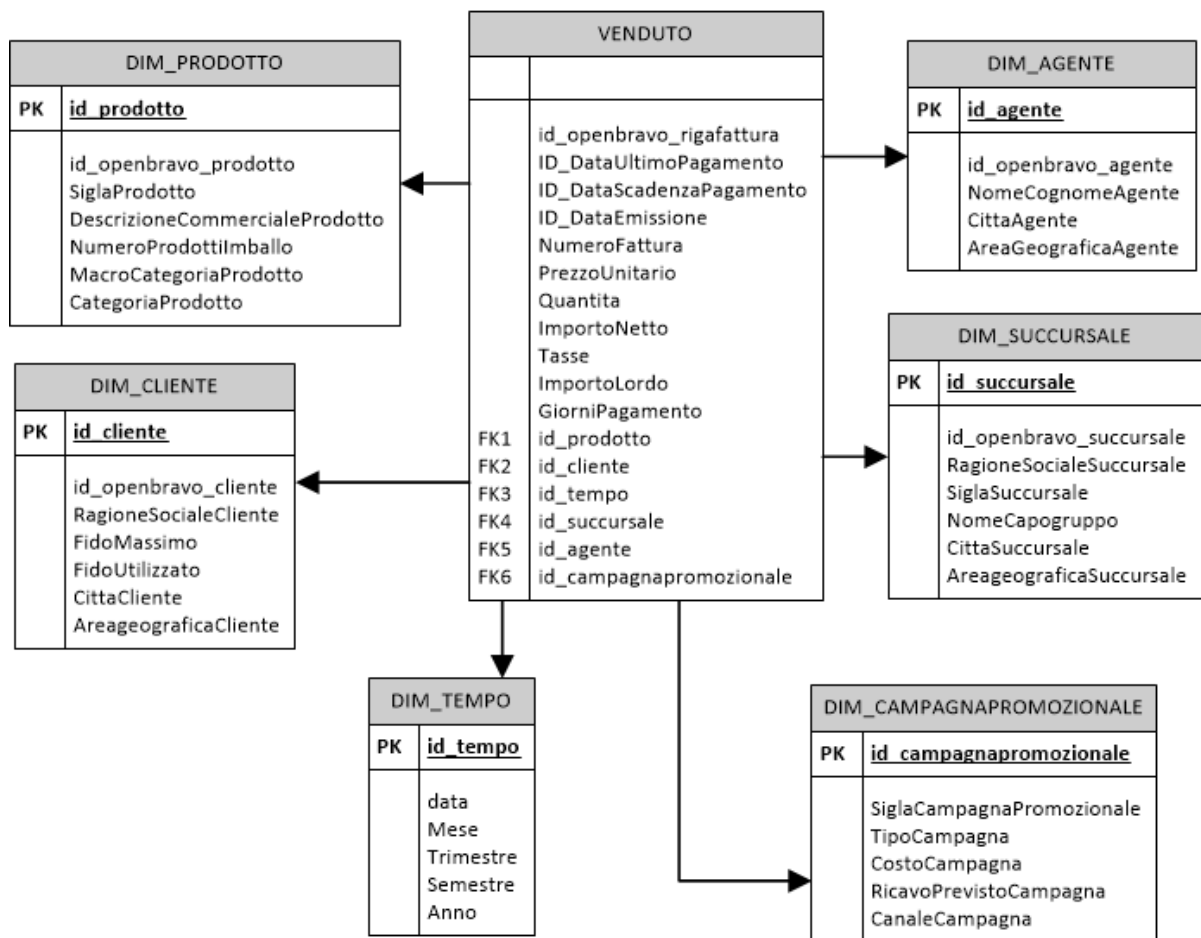 VENDUTO
id_openbravo_rigafattura
ID_DataUltimoPagamento
ID_DataScadenzaPagamento
ID_DataEmissione
NumeroFattura
PrezzoUnitario
Quantita
ImportoNetto
Tasse
ImportoLordo
GiorniPagamento
FK1 id_prodotto
FK2 id_cliente
FK3 id_tempo
FK4 id_succursale
FK5 id_agente
FK6 id_campagnapromozionale
DIM_PRODOTTO
PK id_prodotto
id_openbravo_prodotto
SiglaProdotto
DescrizioneCommercialeProdotto
NumeroProdottiImballo
MacroCategoriaProdotto
CategoriaProdotto
DIM_AGENTE
PK id_agente
id_openbravo_agente
NomeCognomeAgente
CittaAgente
AreaGeograficaAgente
DIM_CLIENTE
PK id_cliente
id_openbravo_cliente
RagioneSocialeCliente
FidoMassimo
FidoUtilizzato
CittaCliente
AreageograficaCliente
DIM_SUCCURSALE
PK id_succursale
id_openbravo_succursale
RagioneSocialeSuccursale
SiglaSuccursale
NomeCapogruppo
CittaSuccursale
AreageograficaSuccursale
DIM_TEMPO
PK id_tempo
data
Mese
Trimestre
Semestre
Anno
DIM_CAMPAGNAPROMOZIONALE
PK id_campagnapromozionale
SiglaCampagnaPromozionale
TipoCampagna
CostoCampagna
RicavoPrevistoCampagna
CanaleCampagna